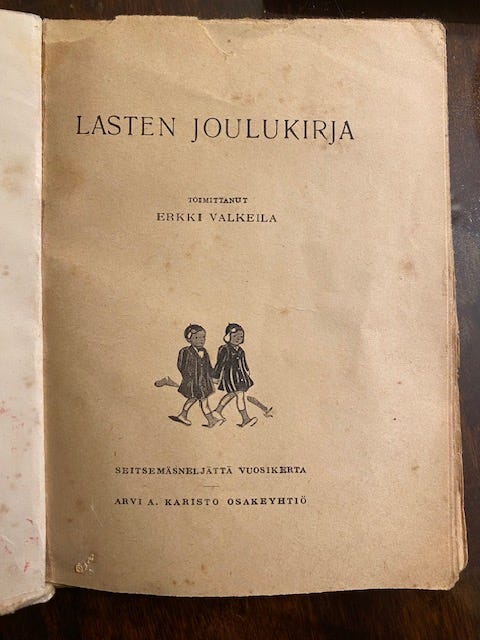 LASTEN JOULUKIRJA
TOIMITTANUT
ERKKI VALKEILA
SEITSEMÄSNELJÄTTÄ VUOSIKERTA
ARVI A. KARISTO OSAKEYHTIÖ